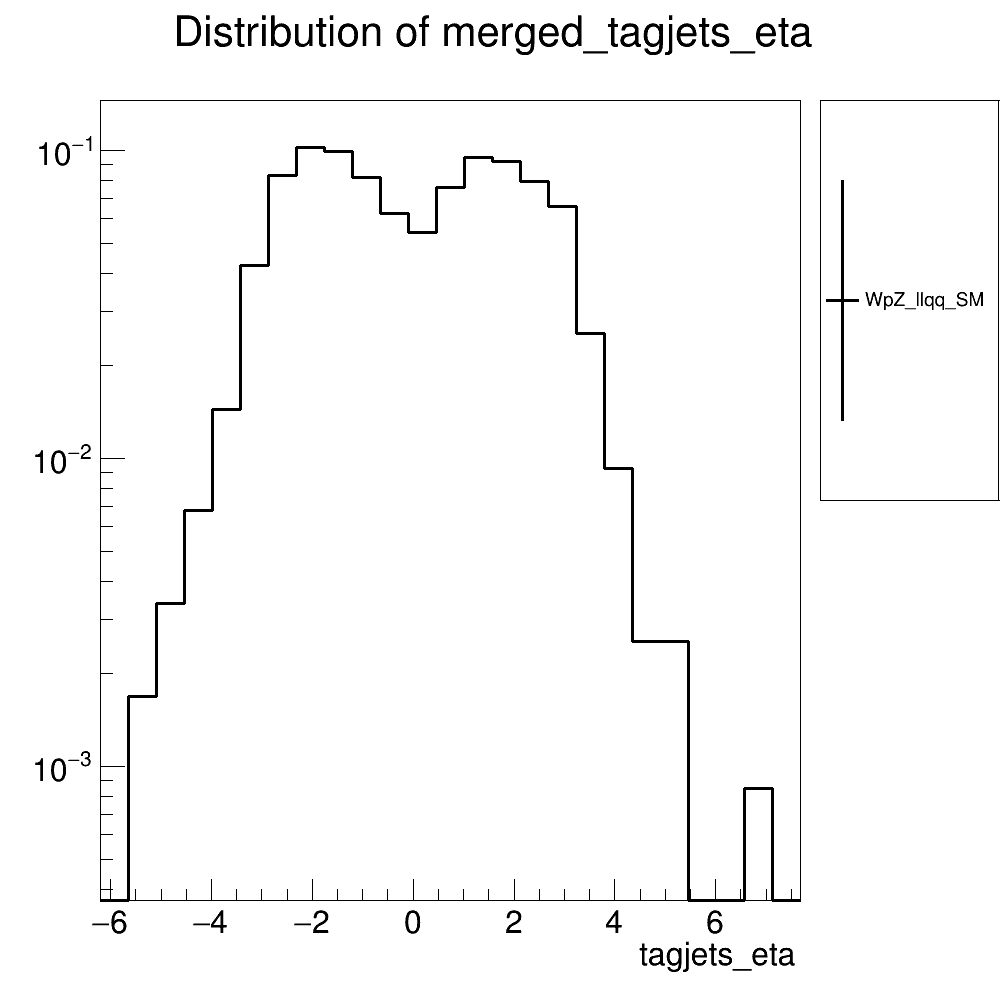 Distribution of merged_tagjets_eta
10⁻¹
10⁻²
10⁻³
WpZ_llqq_SM
−6 −4 −2 0 2 4 6
tagjets_eta